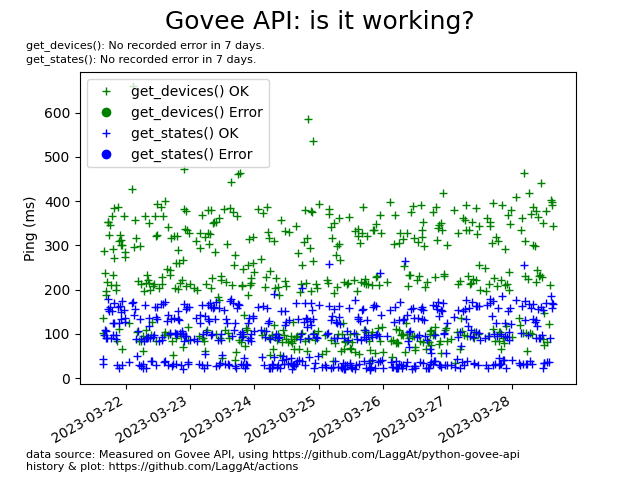 Govee API: is it working?
get_devices(): No recorded error in 7 days.
get_states(): No recorded error in 7 days.
get_devices() OK
get_devices() Error
get_states() OK
get_states() Error
Ping (ms)
600
500
400
300
200
100
0
2023-03-22
2023-03-23
2023-03-24
2023-03-25
2023-03-26
2023-03-27
2023-03-28
data source: Measured on Govee API, using https://github.com/LaggAt/python-govee-api
history & plot: https://github.com/LaggAt/actions